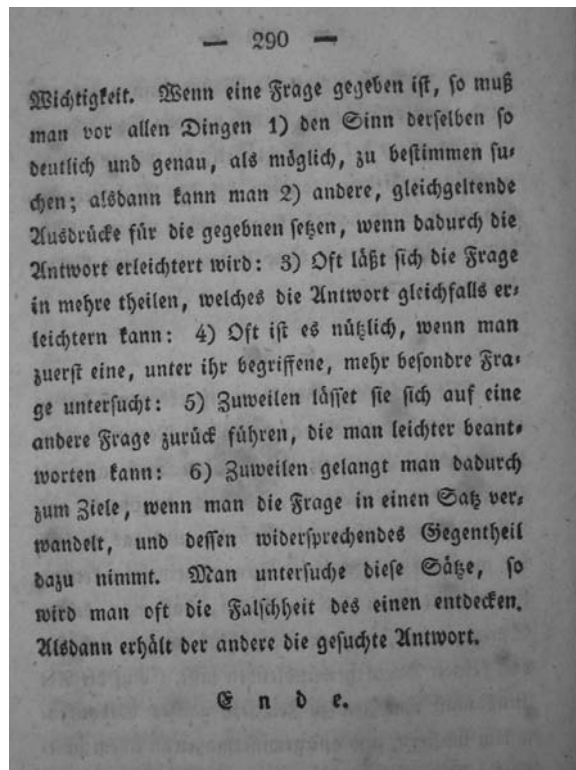 — 290 —
Wichtigkeit. Wenn eine Frage gegeben iſt, ſo muß
man vor allen Dingen 1) den Sinn derſelben ſo
deutlich und genau, als möglich, zu beſtimmen ſu-
chen; alsdann kann man 2) andere, gleichgeltende
Ausdrücke für die gegebnen ſetzen, wenn dadurch die
Antwort erleichtert wird: 3) Oft läßt ſich die Frage
in mehre theilen, welches die Antwort gleichfalls er-
leichtern kann: 4) Oft iſt es nützlich, wenn man
zuerſt eine, unter ihr begriffene, mehr beſondre Fra-
ge unterſucht: 5) Zuweilen läſſet ſie ſich auf eine
andere Frage zurück führen, die man leichter beant-
worten kann: 6) Zuweilen gelangt man dadurch
zum Ziele, wenn man die Frage in einen Satz ver-
wandelt, und deſſen widerſprechendes Gegentheil
dazu nimmt. Man unterſuche dieſe Sätze, ſo
wird man oft die Falſchheit des einen entdecken.
Alsdann erhält der andere die geſuchte Antwort.
Ende.